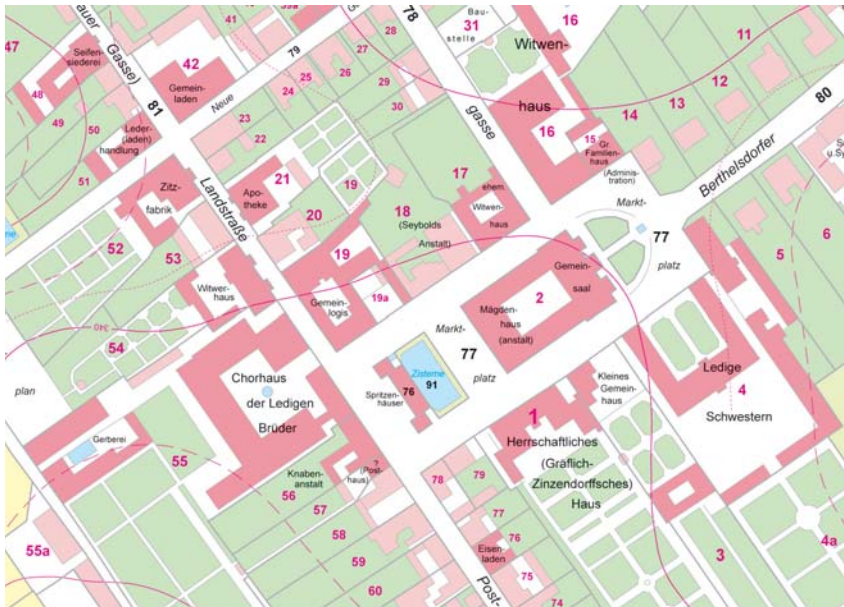 47
auer
Gasse)
39a
41
42
Gemein-
laden
Seifen-
siederei
48
49
50
51
81
Leder-
(laden)
handlung
Neue
79
28
27
26
25
24
29
30
23
22
78
gasse
Bau-
31
stelle
16
Witwen-
haus
16
15
Gr.
Familien-
haus
(Admini-
stration)
14
13
12
11
80
Berthelsdorfer
Zitz-
fabrik
Landstraße
Apo-
theke
21
20
19
18
(Seybolds
Anstalt)
17
ehem.
Witwen-
haus
Markt-
77
platz
5
6
52
53
Witwer-
haus
19
Gemein-
logis
19a
Gemein-
saal
2
Mägden-
haus
(anstalt)
Markt-
77
platz
340
54
plan
Chorhaus
der Ledigen
Brüder
Zisterne
91
76
Spritzen-
häuser
Kleines
Gemein-
haus
Ledige
4
Schwestern
1
Herrschaftliches
(Gräflich-
Zinzendorffsches)
Haus
Gerberei
55
Knaben-
anstalt
?
(Post-
haus)
56
57
58
59
60
78
79
77
76
Eisen-
laden
75
74
Post-
55a
3
4a